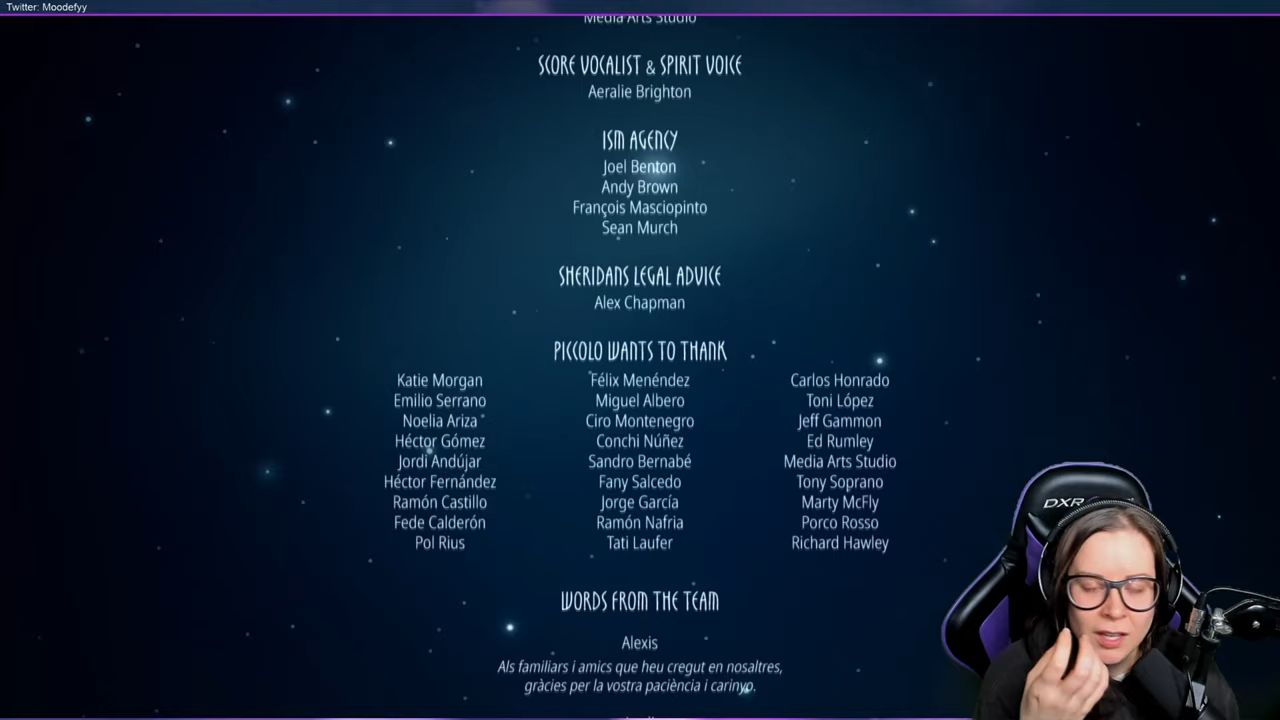 Twitter: Moodefyy
Media Arts Studio
SCORE VOCALIST & SPIRIT VOICE
Aeralie Brighton
ISM AGENCY
Joel Benton
Andy Brown
François Masciopinto
Sean Murch
SHERIDANS LEGAL ADVICE
Alex Chapman
PICCOLO WANTS TO THANK
Katie Morgan
Emilio Serrano
Noelia Ariza
Héctor Gómez
Jordi Andújar
Héctor Fernández
Ramón Castillo
Fede Calderón
Pol Rius
Félix Menéndez
Miguel Albero
Ciro Montenegro
Conchi Núñez
Sandro Bernabé
Fany Salcedo
Jorge García
Ramón Nafria
Tati Laufer
Carlos Honrado
Toni López
Jeff Gammon
Ed Rumley
Media Arts Studio
Tony Soprano
Marty McFly
Porco Rosso
Richard Hawley
WORDS FROM THE TEAM
Alexis
Als familiars i amics que heu cregut en nosaltres,
gràcies per la vostra paciència i carinyo.
DXR